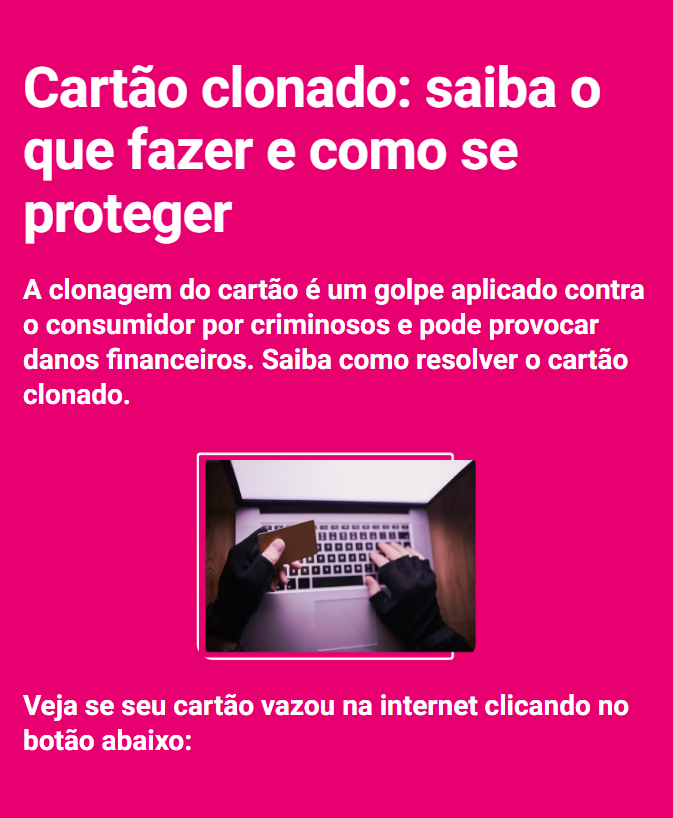 Cartão clonado: saiba o
que fazer e como se
proteger
A clonagem do cartão é um golpe aplicado contra
o consumidor por criminosos e pode provocar
danos financeiros. Saiba como resolver o cartão
clonado.
Veja se seu cartão vazou na internet clicando no
botão abaixo: